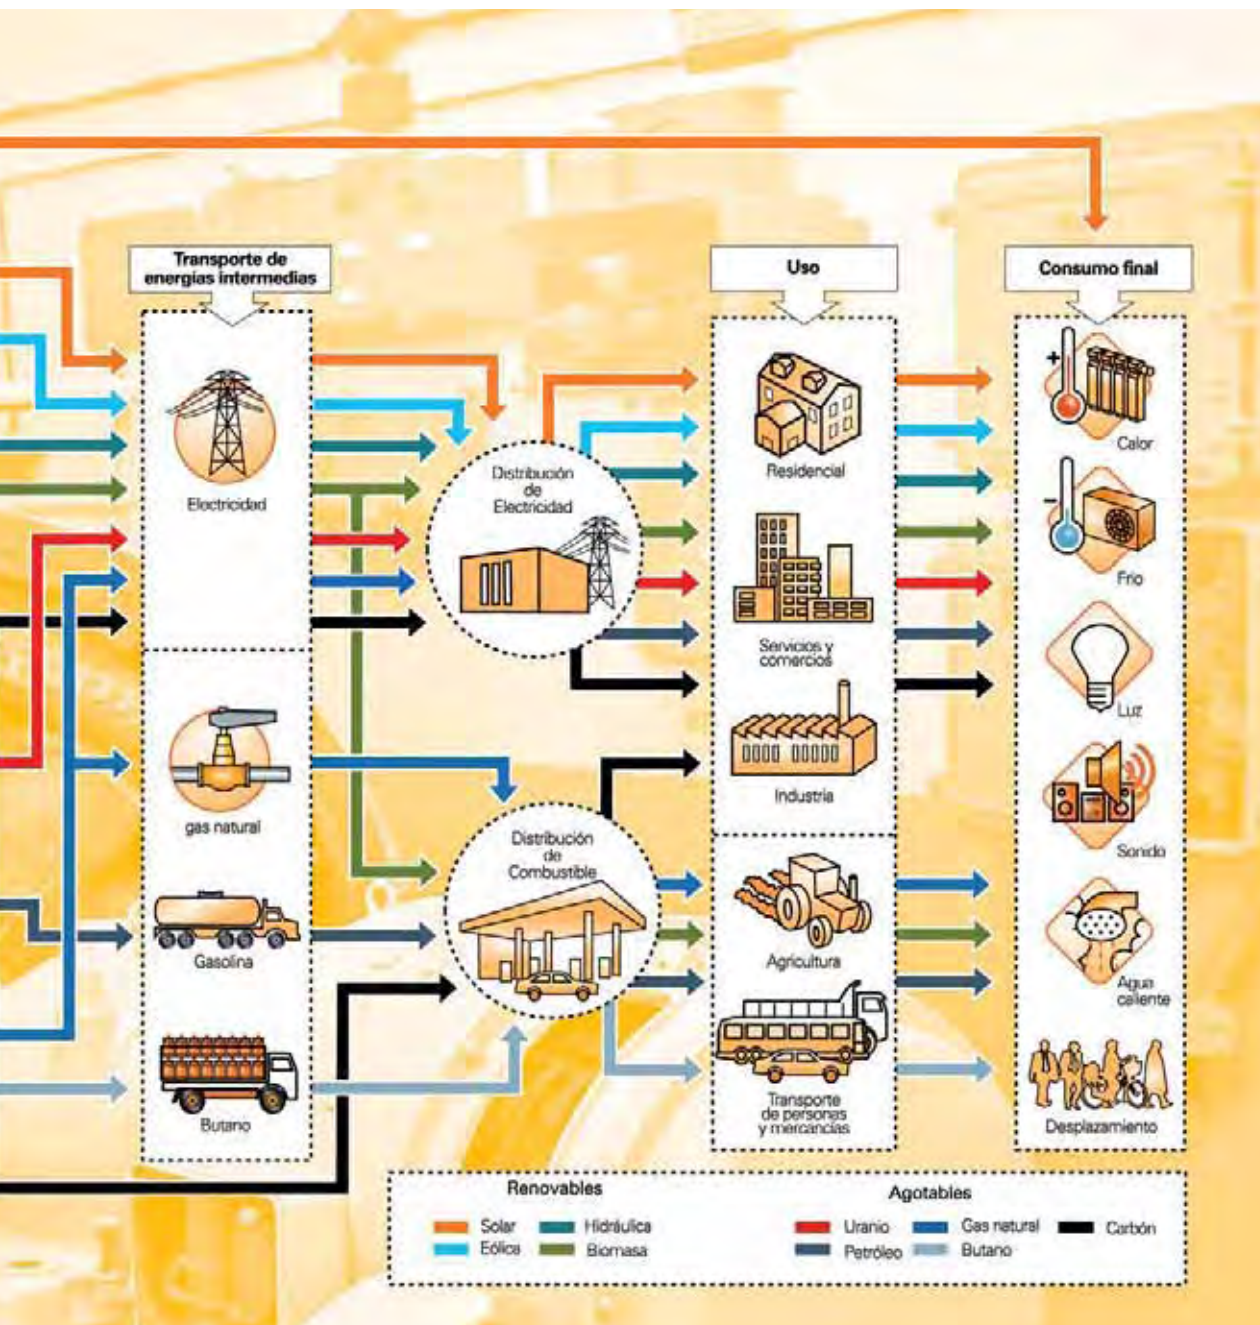 Transporte de
energías intermedias
Uso
Consumo final
Electricidad
gas natural
Gasolina
Butano
Distribución
de
Electricidad
Distribución
de
Combustible
Residencial
Servicios y
comercios
Industria
Agricultura
Transporte
de personas
y mercancías
+
Calor
-
Frío
Luz
Sonido
Agua
caliente
Desplazamiento
Renovables
Agotables
Solar
Hidráulica
Uranio
Gas natural
Carbón
Eólica
Biomasa
Petróleo
Butano